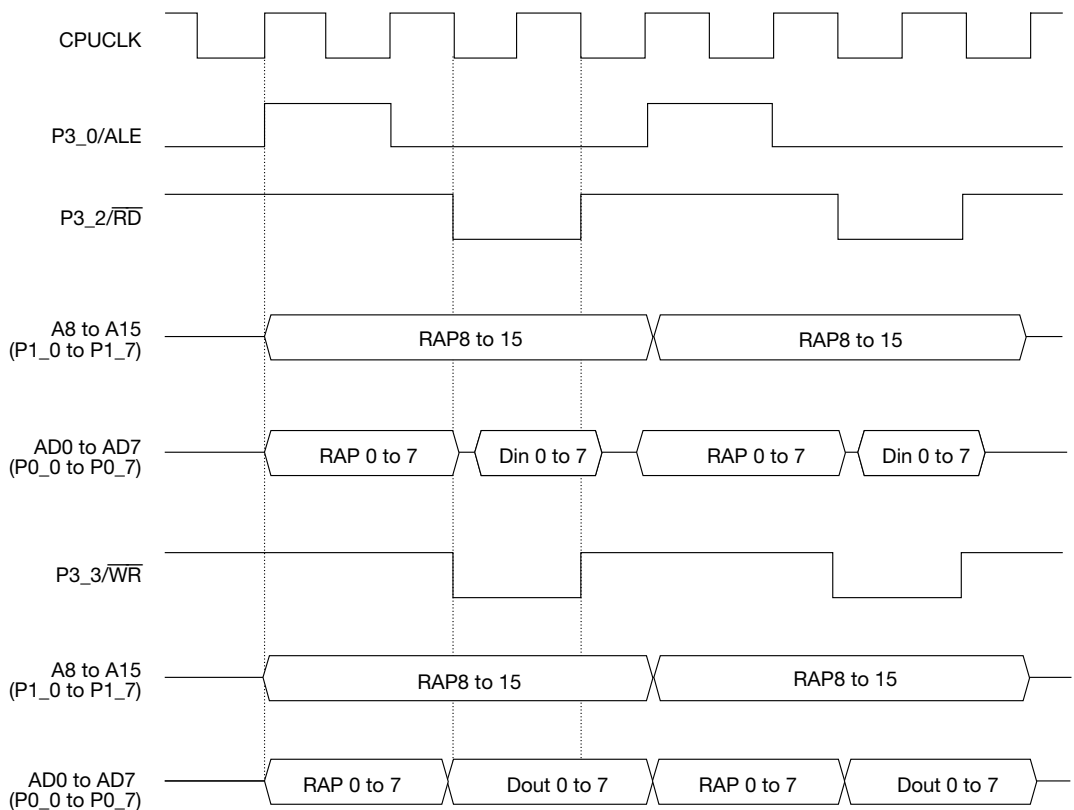 CPUCLK
P3_0/ALE
P3_2/R̅D̅
A8 to A15
(P1_0 to P1_7)
RAP8 to 15
RAP8 to 15
AD0 to AD7
(P0_0 to P0_7)
RAP 0 to 7
Din 0 to 7
RAP 0 to 7
Din 0 to 7
P3_3/W̅R̅
A8 to A15
(P1_0 to P1_7)
RAP8 to 15
RAP8 to 15
AD0 to AD7
(P0_0 to P0_7)
RAP 0 to 7
Dout 0 to 7
RAP 0 to 7
Dout 0 to 7